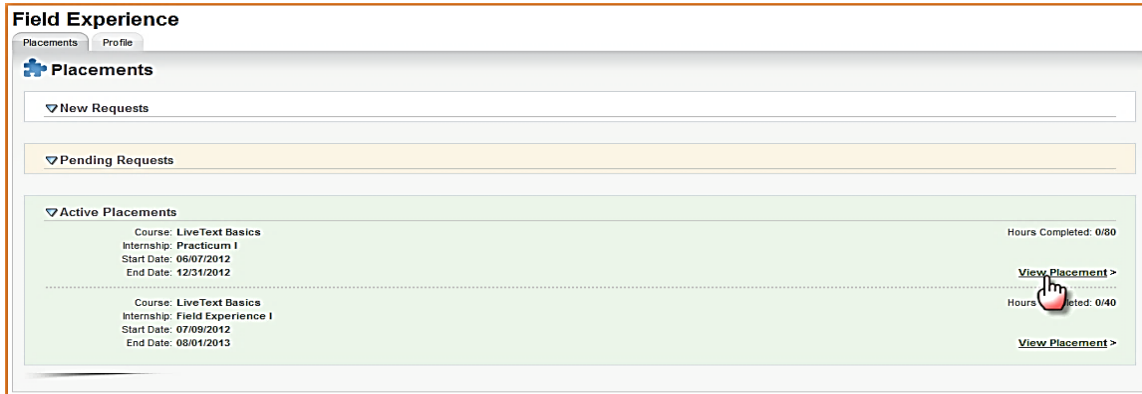 Field Experience
Placements Profile
Placements
New Requests
Pending Requests
Active Placements
Course: LiveText Basics Hours Completed: 0/80
Internship: Practicum I
Start Date: 06/07/2012
End Date: 12/31/2012 View Placement >
Course: LiveText Basics Hours leted: 0/40
Internship: Field Experience I
Start Date: 07/09/2012
End Date: 08/01/2013 View Placement >